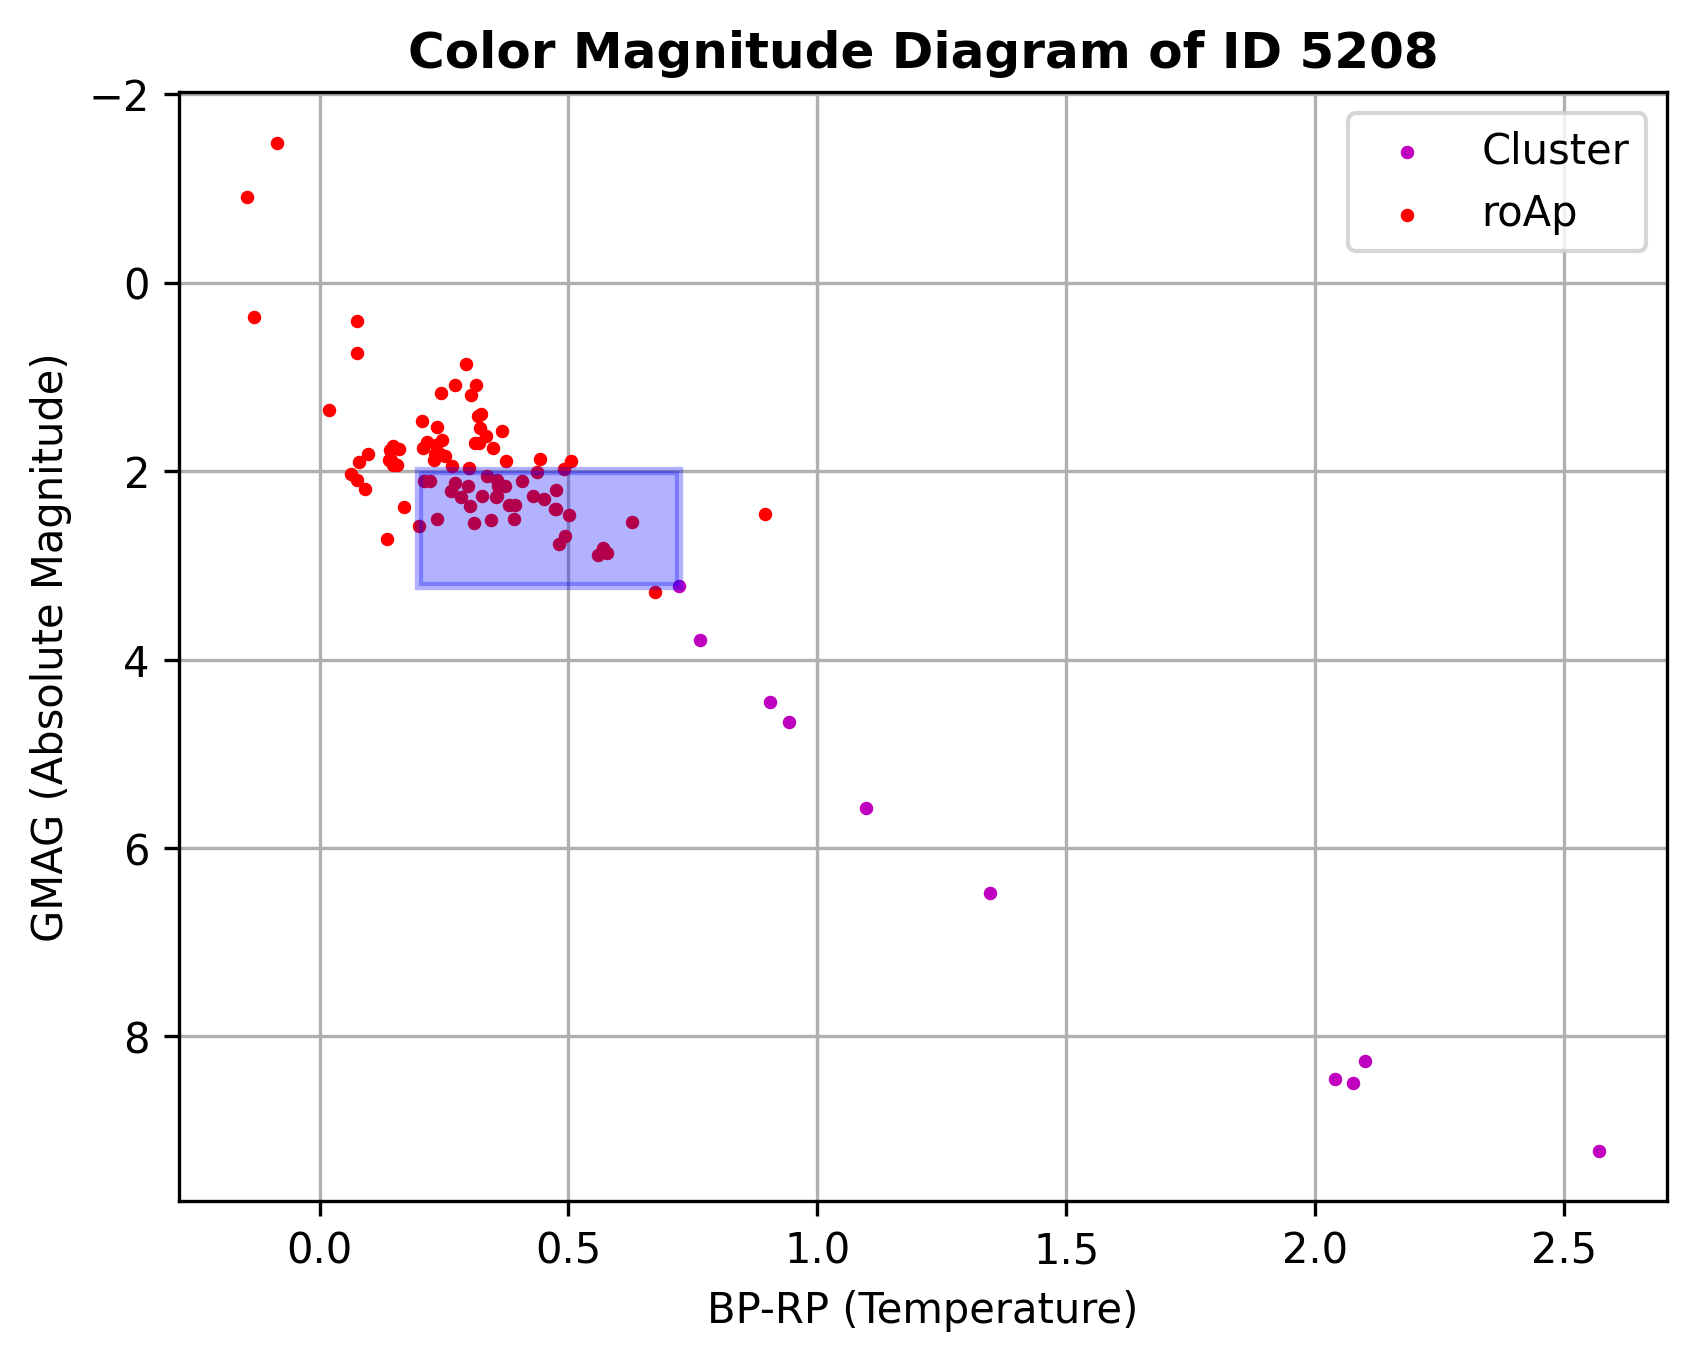 Color Magnitude Diagram of ID 5208
Cluster
roAp
−2
0
2
4
6
8
GMAG (Absolute Magnitude)
0.0 0.5 1.0 1.5 2.0 2.5
BP-RP (Temperature)